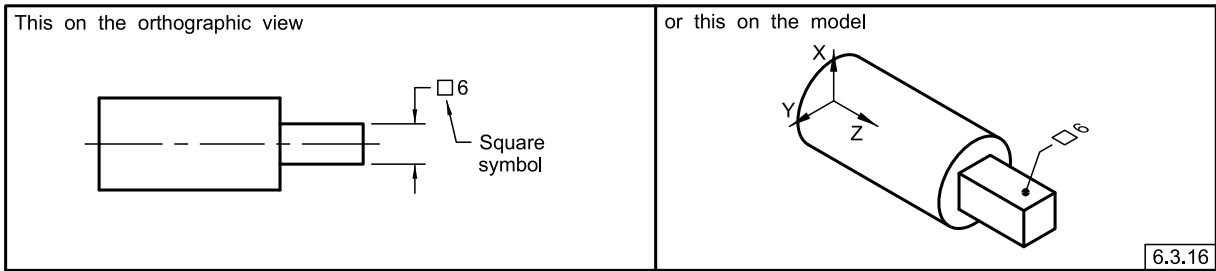 This on the orthographic view
□6
Square
symbol
or this on the model
X
Y
Z
□6
6.3.16